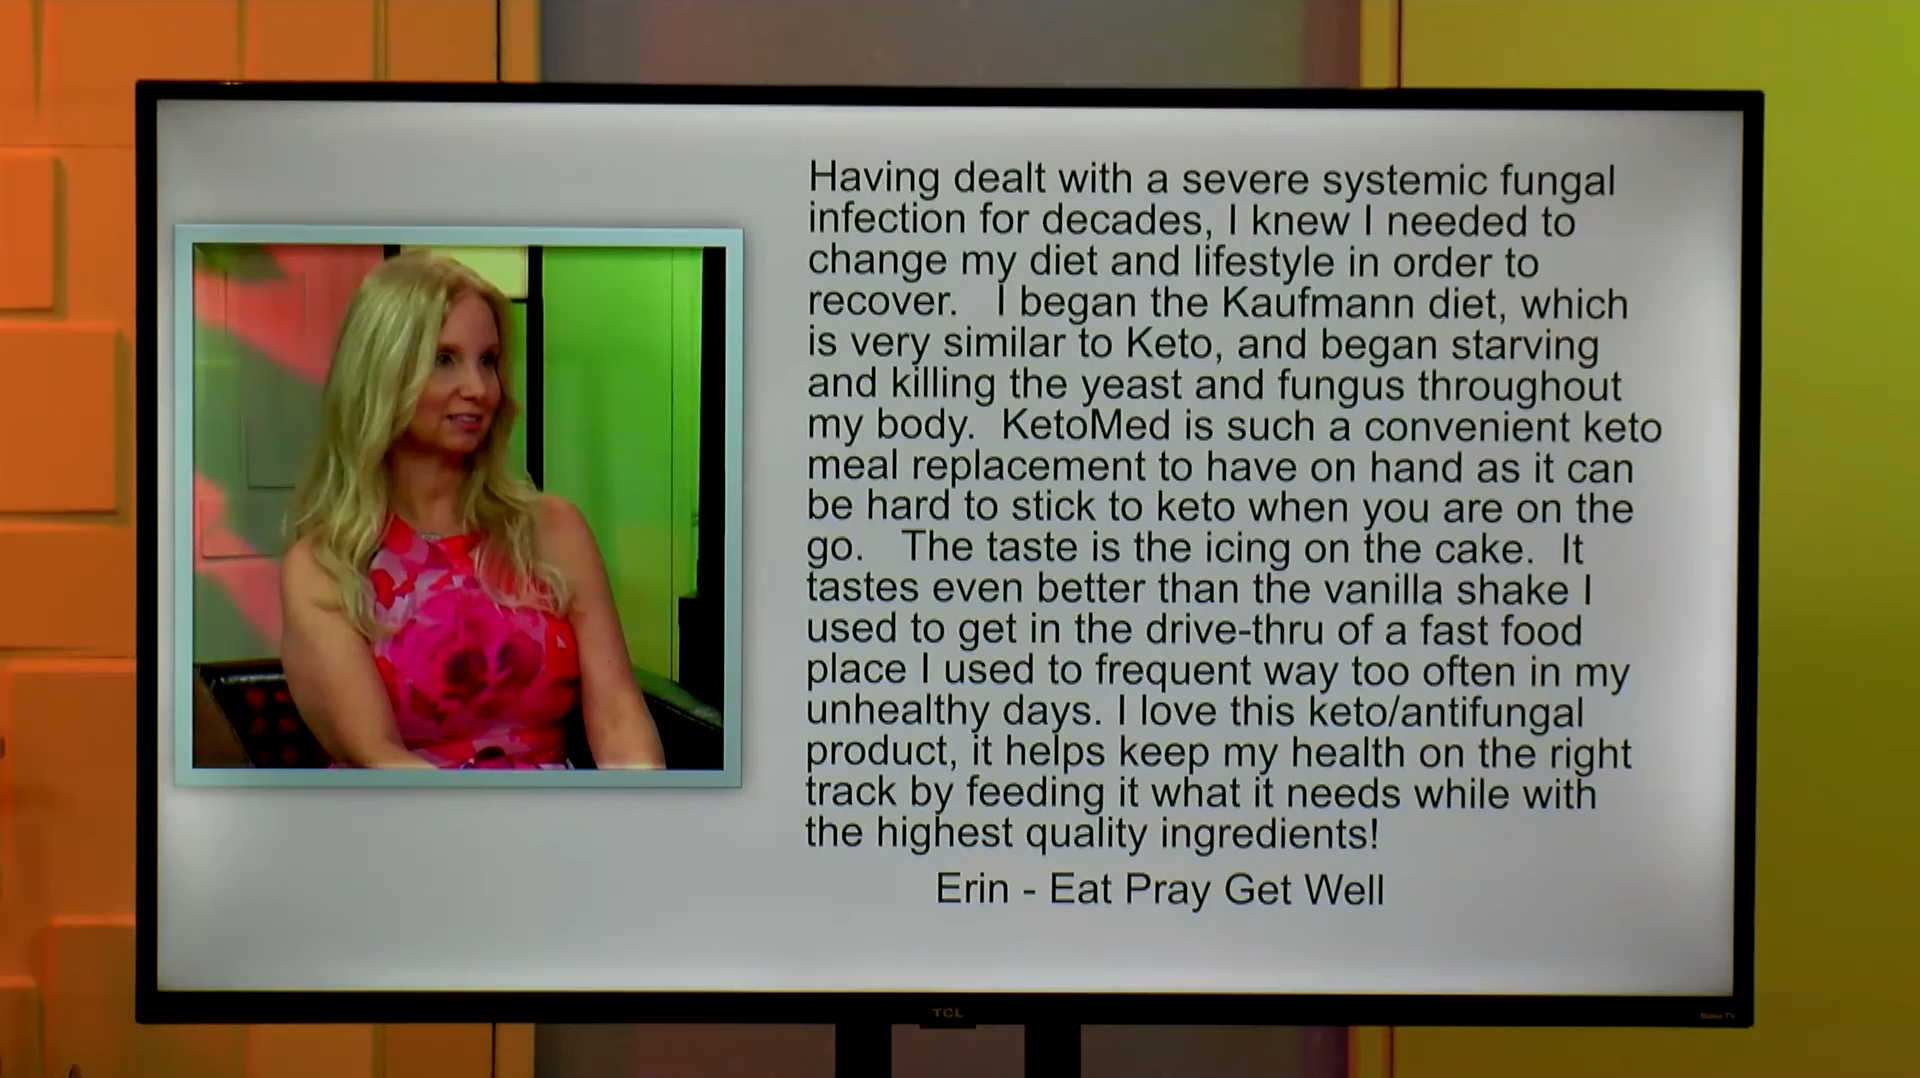 Having dealt with a severe systemic fungal
infection for decades, I knew I needed to
change my diet and lifestyle in order to
recover.   I began the Kaufmann diet, which
is very similar to Keto, and began starving
and killing the yeast and fungus throughout
my body.  KetoMed is such a convenient keto
meal replacement to have on hand as it can
be hard to stick to keto when you are on the
go.   The taste is the icing on the cake.  It
tastes even better than the vanilla shake I
used to get in the drive-thru of a fast food
place I used to frequent way too often in my
unhealthy days. I love this keto/antifungal
product, it helps keep my health on the right
track by feeding it what it needs while with
the highest quality ingredients!
Erin - Eat Pray Get Well
TCL
Roku TV